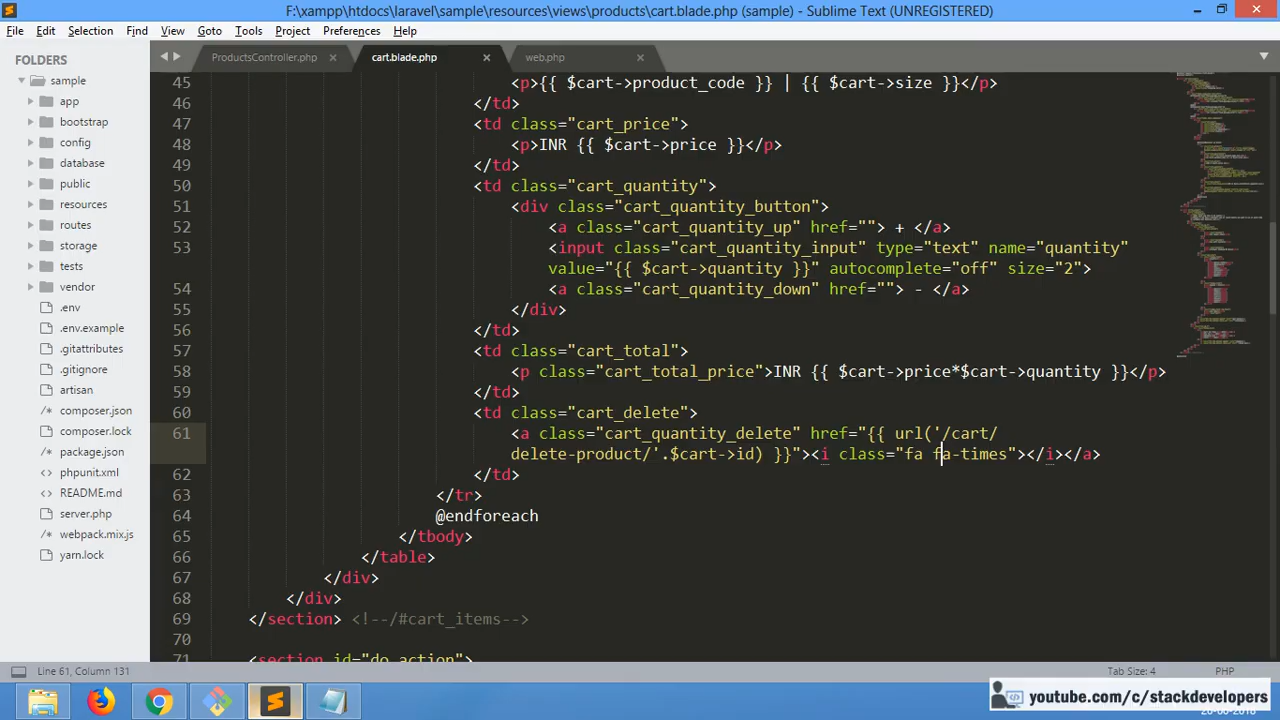 F:\xampp\htdocs\laravel\sample\resources\views\products\cart.blade.php (sample) - Sublime Text (UNREGISTERED)
File Edit Selection Find View Goto Tools Project Preferences Help
FOLDERS
sample
app
bootstrap
config
database
public
resources
routes
storage
tests
vendor
.env
.env.example
.gitattributes
.gitignore
artisan
composer.json
composer.lock
package.json
phpunit.xml
README.md
server.php
webpack.mix.js
yarn.lock
ProductsController.php × cart.blade.php × web.php ×
45 <p>{{ $cart->product_code }} | {{ $cart->size }}</p>
46 </td>
47 <td class="cart_price">
48 <p>INR {{ $cart->price }}</p>
49 </td>
50 <td class="cart_quantity">
51 <div class="cart_quantity_button">
52 <a class="cart_quantity_up" href=""> + </a>
53 <input class="cart_quantity_input" type="text" name="quantity"
value="{{ $cart->quantity }}" autocomplete="off" size="2">
54 <a class="cart_quantity_down" href=""> - </a>
55 </div>
56 </td>
57 <td class="cart_total">
58 <p class="cart_total_price">INR {{ $cart->price*$cart->quantity }}</p>
59 </td>
60 <td class="cart_delete">
61 <a class="cart_quantity_delete" href="{{ url('/cart/
delete-product/'.$cart->id) }}"><i class="fa fa-times"></i></a>
62 </td>
63 </tr>
64 @endforeach
65 </tbody>
66 </table>
67 </div>
68 </div>
69 </section> <!--/#cart_items-->
70
71 <section id="do_action">
Line 61, Column 131 Tab Size: 4 PHP
youtube.com/c/stackdevelopers